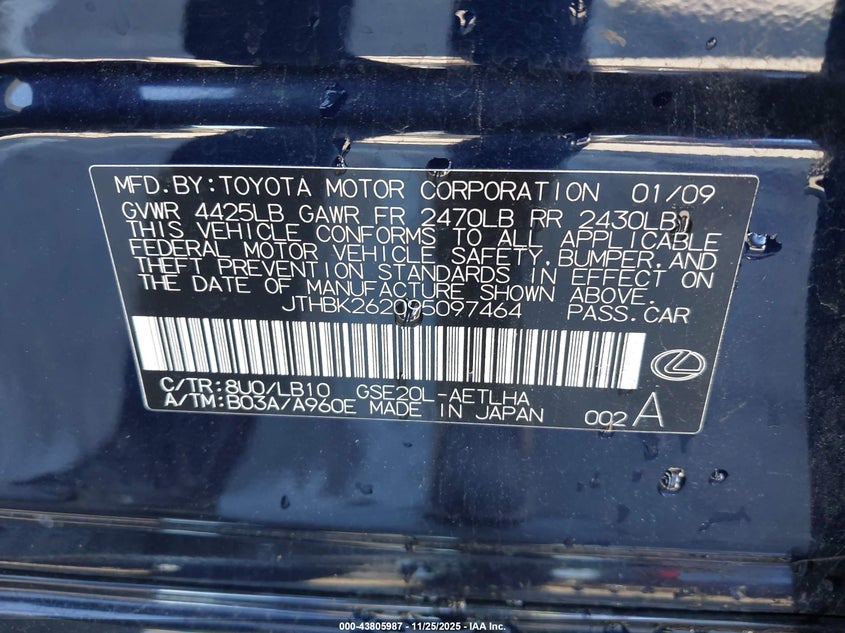 MFD.BY:TOYOTA MOTOR CORPORATION 01/09
GVWR 4425LB GAWR FR 2470LB RR 2430LB
THIS VEHICLE CONFORMS TO ALL APPLICABLE
FEDERAL MOTOR VEHICLE SAFETY,BUMPER,AND
THEFT PREVENTION STANDARDS IN EFFECT ON
THE DATE OF MANUFACTURE SHOWN ABOVE.
JTHBK262095097464 PASS.CAR
C/TR:8U0/LB10 GSE20L-AETLHA
A/TM:B03A/A960E MADE IN JAPAN 002 A
000-43805987 - 11/25/2025 - IAA Inc.